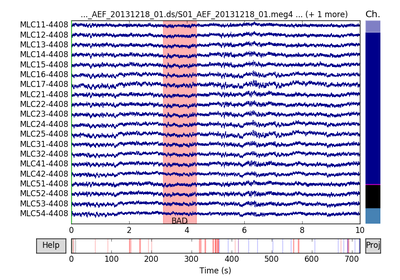 ..._AEF_20131218_01.ds/S01_AEF_20131218_01.meg4 ... (+ 1 more)
Ch.
MLC11-4408
MLC12-4408
MLC13-4408
MLC14-4408
MLC15-4408
MLC16-4408
MLC17-4408
MLC21-4408
MLC22-4408
MLC23-4408
MLC24-4408
MLC25-4408
MLC31-4408
MLC32-4408
MLC41-4408
MLC42-4408
MLC51-4408
MLC52-4408
MLC53-4408
MLC54-4408
BAD
0 2 4 6 8 10
Help
Proj
0 100 200 300 400 500 600 700
Time (s)